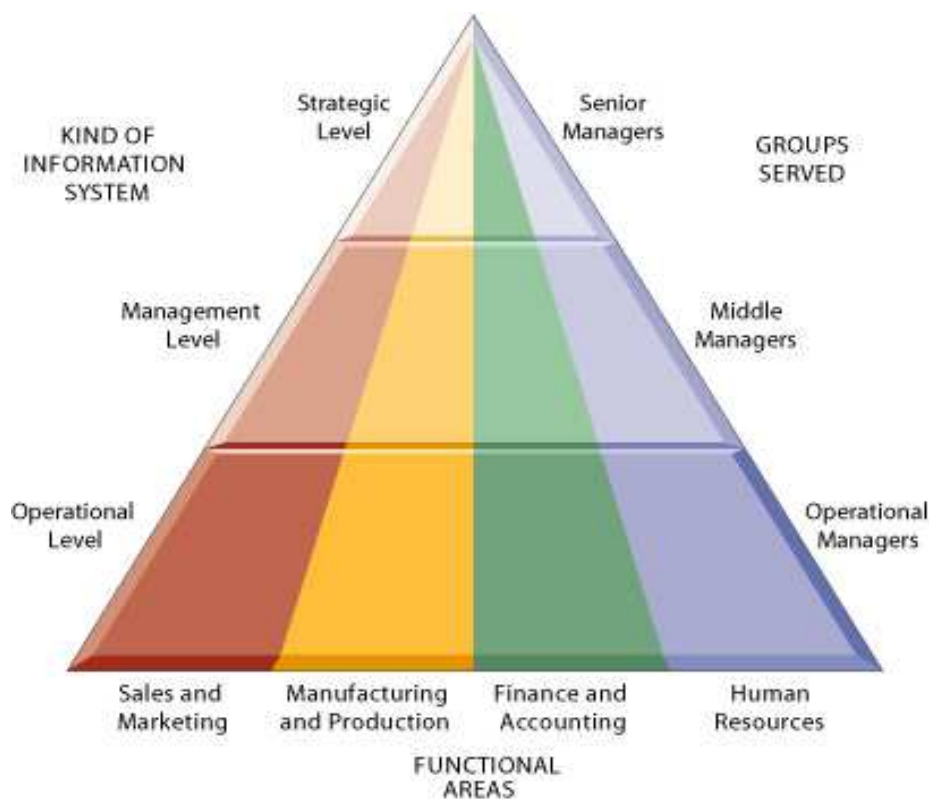 Strategic
Level
Senior
Managers
KIND OF
INFORMATION
SYSTEM
GROUPS
SERVED
Management
Level
Middle
Managers
Operational
Level
Operational
Managers
Sales and
Marketing
Manufacturing
and Production
Finance and
Accounting
Human
Resources
FUNCTIONAL
AREAS